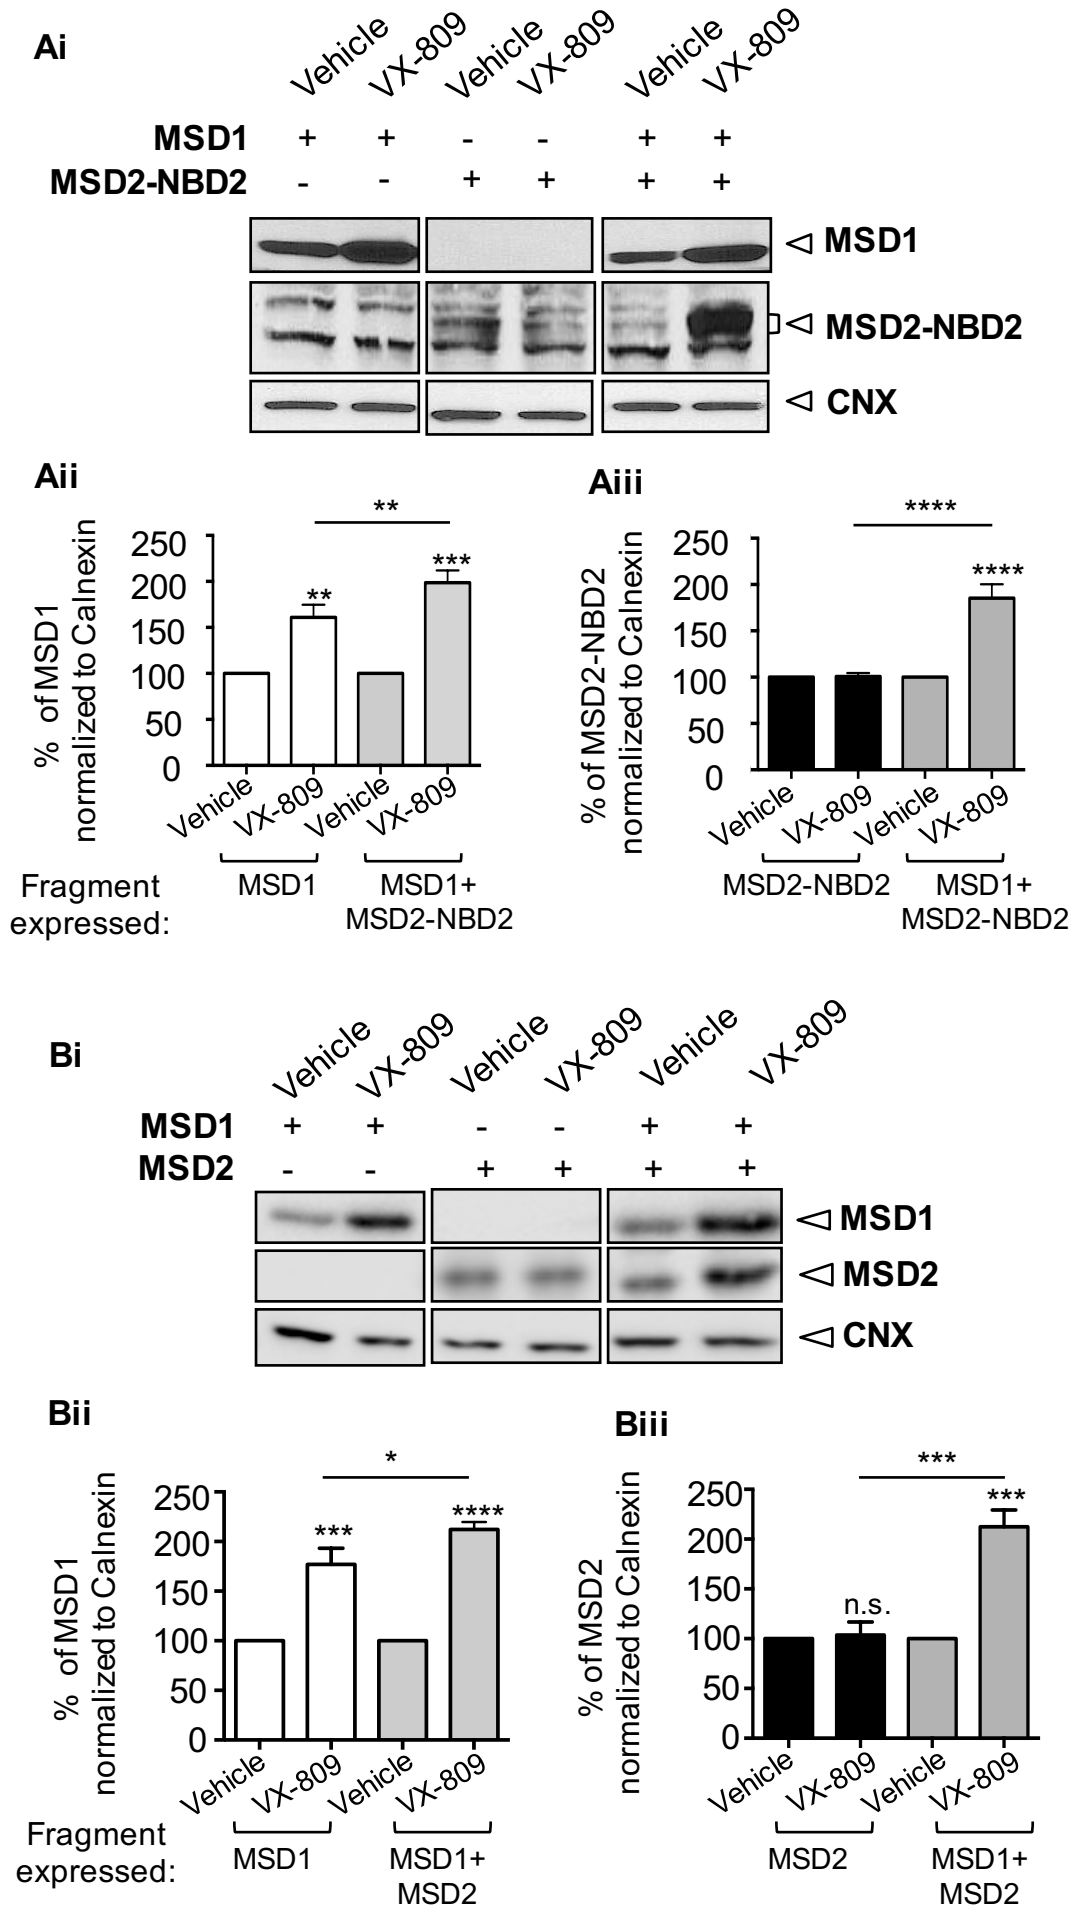 Ai
Vehicle VX-809 Vehicle VX-809 Vehicle VX-809
MSD1 + + - - + +
MSD2-NBD2 - - + + + +
MSD1
MSD2-NBD2
CNX
Aii
% of MSD1
normalized to Calnexin
**
250
200
150
100
50
0
**
***
Vehicle VX-809 Vehicle VX-809
Fragment
expressed:
MSD1
MSD1+
MSD2-NBD2
Aiii
% of MSD2-NBD2
normalized to Calnexin
****
250
200
150
100
50
0
****
Vehicle VX-809 Vehicle VX-809
MSD2-NBD2
MSD1+
MSD2-NBD2
Bi
Vehicle VX-809 Vehicle VX-809 Vehicle VX-809
MSD1 + + - - + +
MSD2 - - + + + +
MSD1
MSD2
CNX
Bii
% of MSD1
normalized to Calnexin
*
250
200
150
100
50
0
***
****
Vehicle VX-809 Vehicle VX-809
Fragment
expressed:
MSD1
MSD1+
MSD2
Biii
% of MSD2
normalized to Calnexin
***
250
200
150
100
50
0
n.s.
***
Vehicle VX-809 Vehicle VX-809
MSD2
MSD1+
MSD2